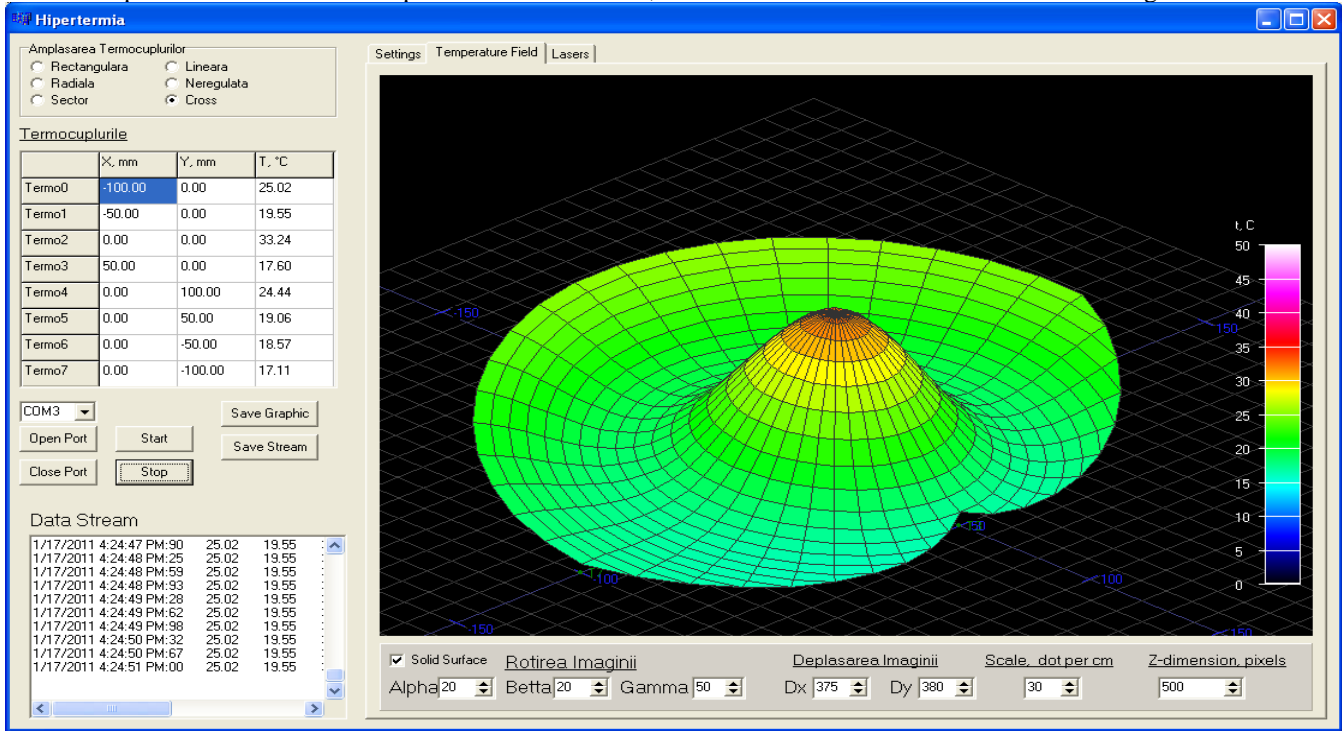 Hipertermia
Amplasarea Termocuplurilor
Rectangulara Lineara
Radiala Neregulata
Sector Cross
Termocuplurile
X, mm Y, mm T, °C
Termo0 -100.00 0.00 25.02
Termo1 -50.00 0.00 19.55
Termo2 0.00 0.00 33.24
Termo3 50.00 0.00 17.60
Termo4 0.00 100.00 24.44
Termo5 0.00 50.00 19.06
Termo6 0.00 -50.00 18.57
Termo7 0.00 -100.00 17.11
COM3
Save Graphic
Open Port Start
Save Stream
Close Port Stop
Data Stream
1/17/2011 4:24:47 PM:90 25.02 19.55
1/17/2011 4:24:48 PM:25 25.02 19.55
1/17/2011 4:24:48 PM:59 25.02 19.55
1/17/2011 4:24:48 PM:93 25.02 19.55
1/17/2011 4:24:49 PM:28 25.02 19.55
1/17/2011 4:24:49 PM:62 25.02 19.55
1/17/2011 4:24:49 PM:98 25.02 19.55
1/17/2011 4:24:50 PM:32 25.02 19.55
1/17/2011 4:24:50 PM:67 25.02 19.55
1/17/2011 4:24:51 PM:00 25.02 19.55
Settings Temperature Field Lasers
t, C
50
45
40
35
30
25
20
15
10
5
0
-150
-150
-100
-150
-150
Solid Surface Rotirea Imaginii Deplasarea Imaginii Scale, dot per cm Z-dimension, pixels
Alpha 20 Betta 20 Gamma 50 Dx 375 Dy 380 30 500